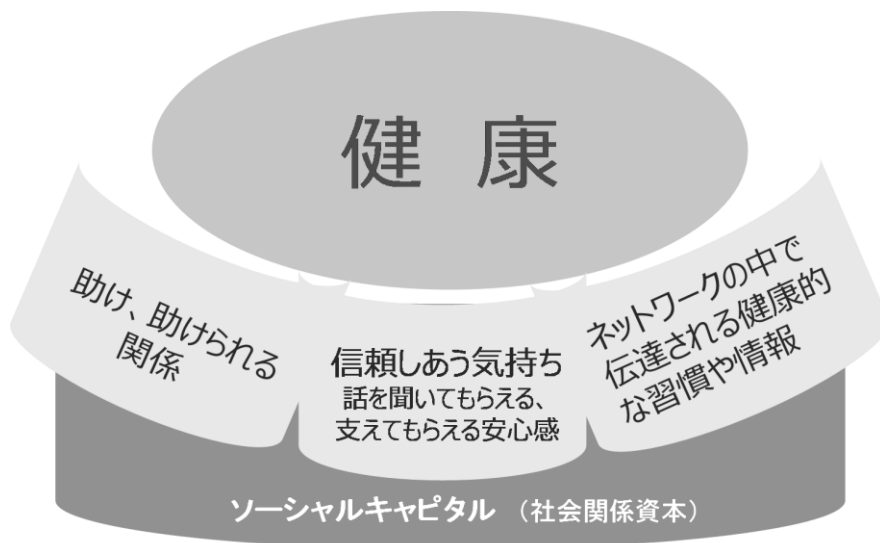 健 康
助け、助けられる
関係
信頼しあう気持ち
話を聞いてもらえる、
支えてもらえる安心感
ネットワークの中で
伝達される健康的
な習慣や情報
ソーシャルキャピタル （社会関係資本）